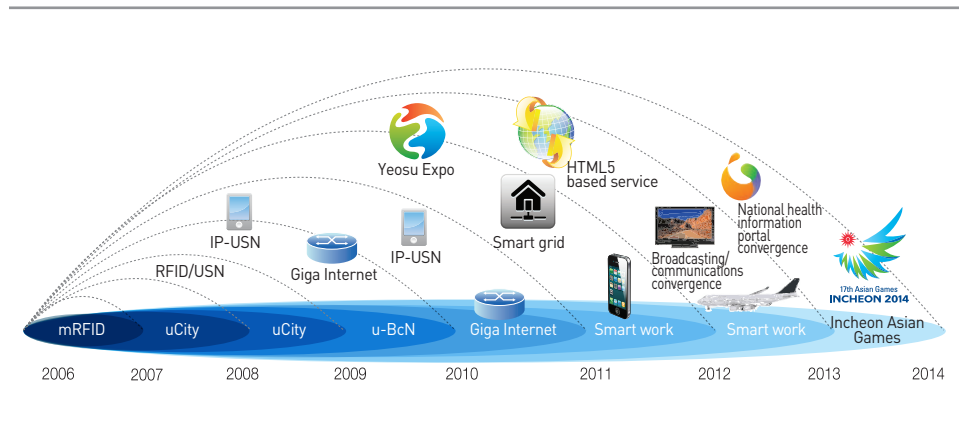 Yeosu Expo
HTML5
based service
IP-USN
RFID/USN
Giga Internet
IP-USN
Smart grid
Broadcasting/
communications
convergence
National health
information
portal
convergence
17th Asian Games
INCHEON 2014
mRFID
uCity
uCity
u-BcN
Giga Internet
Smart work
Smart work
Incheon Asian
Games
2006
2007
2008
2009
2010
2011
2012
2013
2014